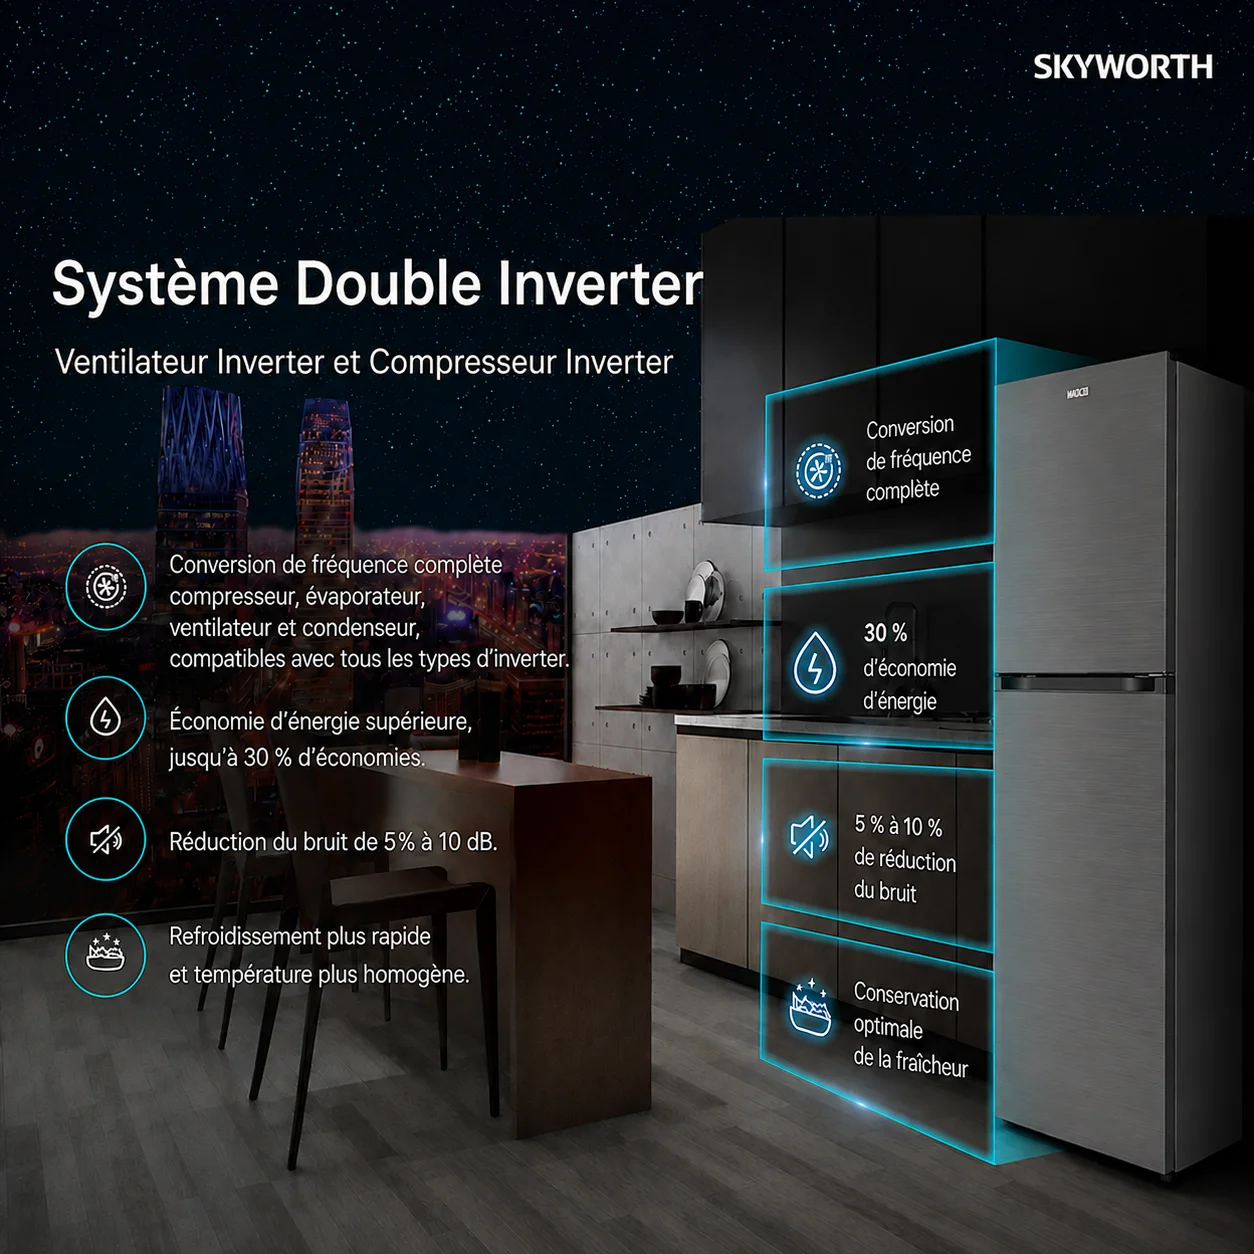 SKYWORTH
Système Double Inverter
Ventilateur Inverter et Compresseur Inverter
Conversion de fréquence complète
compresseur, évaporateur,
ventilateur et condenseur,
compatibles avec tous les types d’inverter.
Économie d’énergie supérieure,
jusqu’à 30 % d’économies.
Réduction du bruit de 5% à 10 dB.
Refroidissement plus rapide
et température plus homogène.
Conversion
de fréquence
complète
30 %
d’économie
d’énergie
5 % à 10 %
de réduction
du bruit
Conservation
optimale
de la fraîcheur